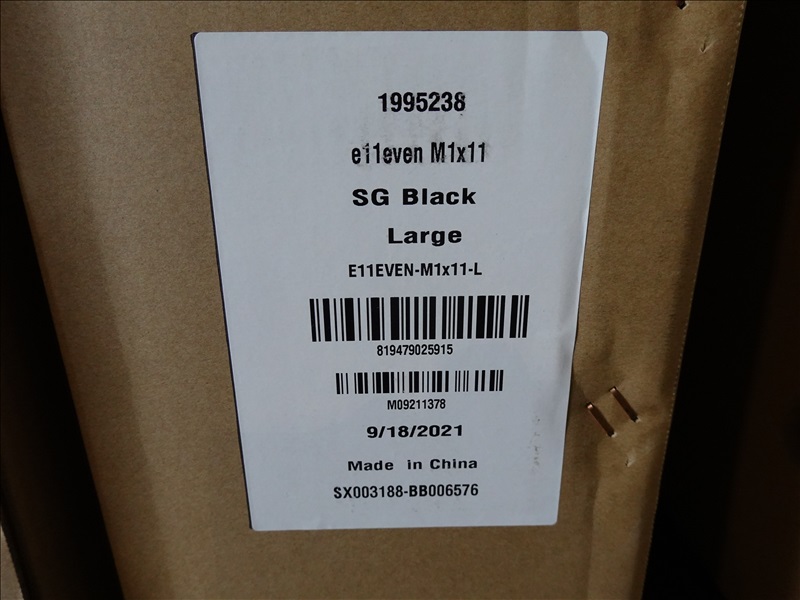 1995238
e11even M1x11
SG Black
Large
E11EVEN-M1x11-L
819479025915
M09211378
9/18/2021
Made in China
SX003188-BB006576